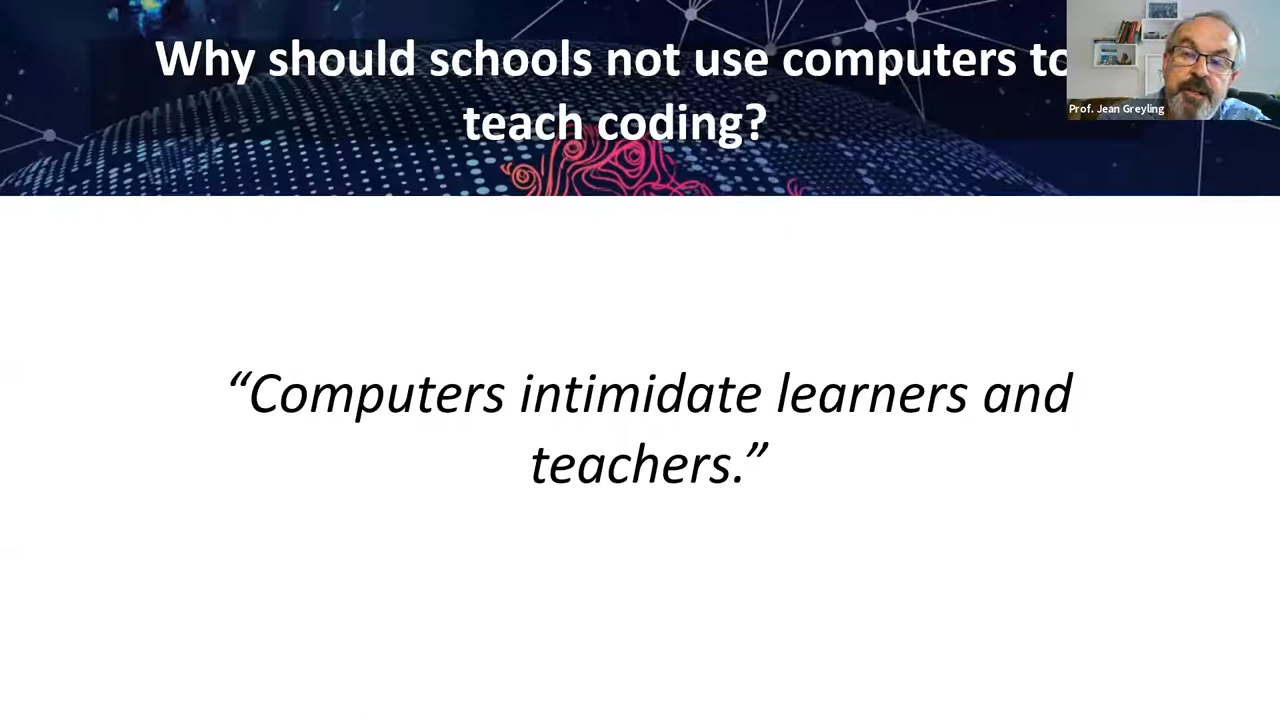 Why should schools not use computers to
teach coding?
Prof. Jean Greyling
“Computers intimidate learners and
teachers.”